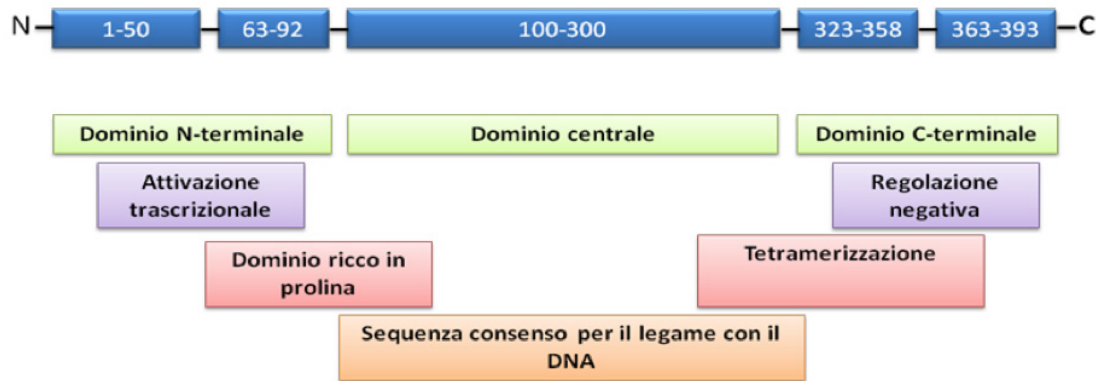 N 1-50 63-92 100-300 323-358 363-393 C
Dominio N-terminale
Dominio centrale
Dominio C-terminale
Attivazione
trascrizionale
Regolazione
negativa
Dominio ricco in
prolina
Tetramerizzazione
Sequenza consenso per il legame con il
DNA